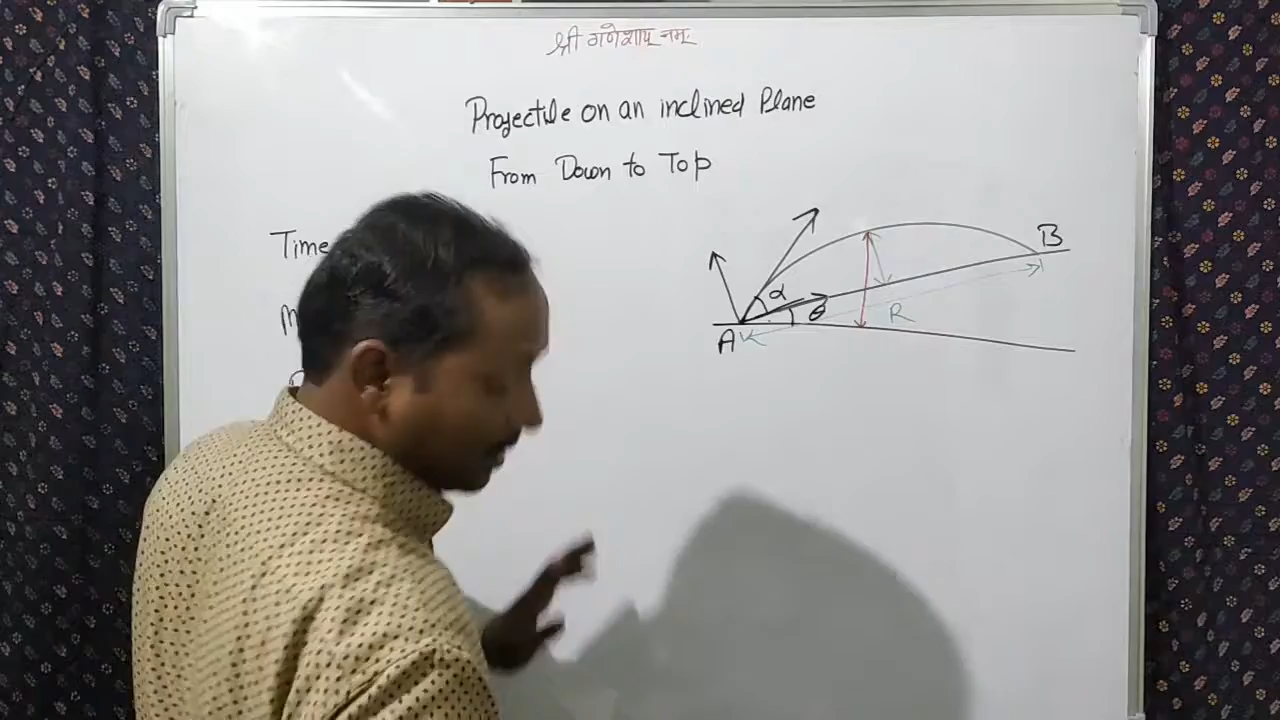 श्री गणेशाय नमः
Projectile on an inclined Plane
From Down to Top
Time
M
B
α
θ
R
A